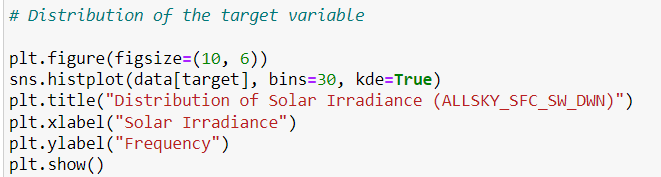 # Distribution of the target variable
plt.figure(figsize=(10, 6))
sns.histplot(data[target], bins=30, kde=True)
plt.title("Distribution of Solar Irradiance (ALLSKY_SFC_SW_DWN)")
plt.xlabel("Solar Irradiance")
plt.ylabel("Frequency")
plt.show()